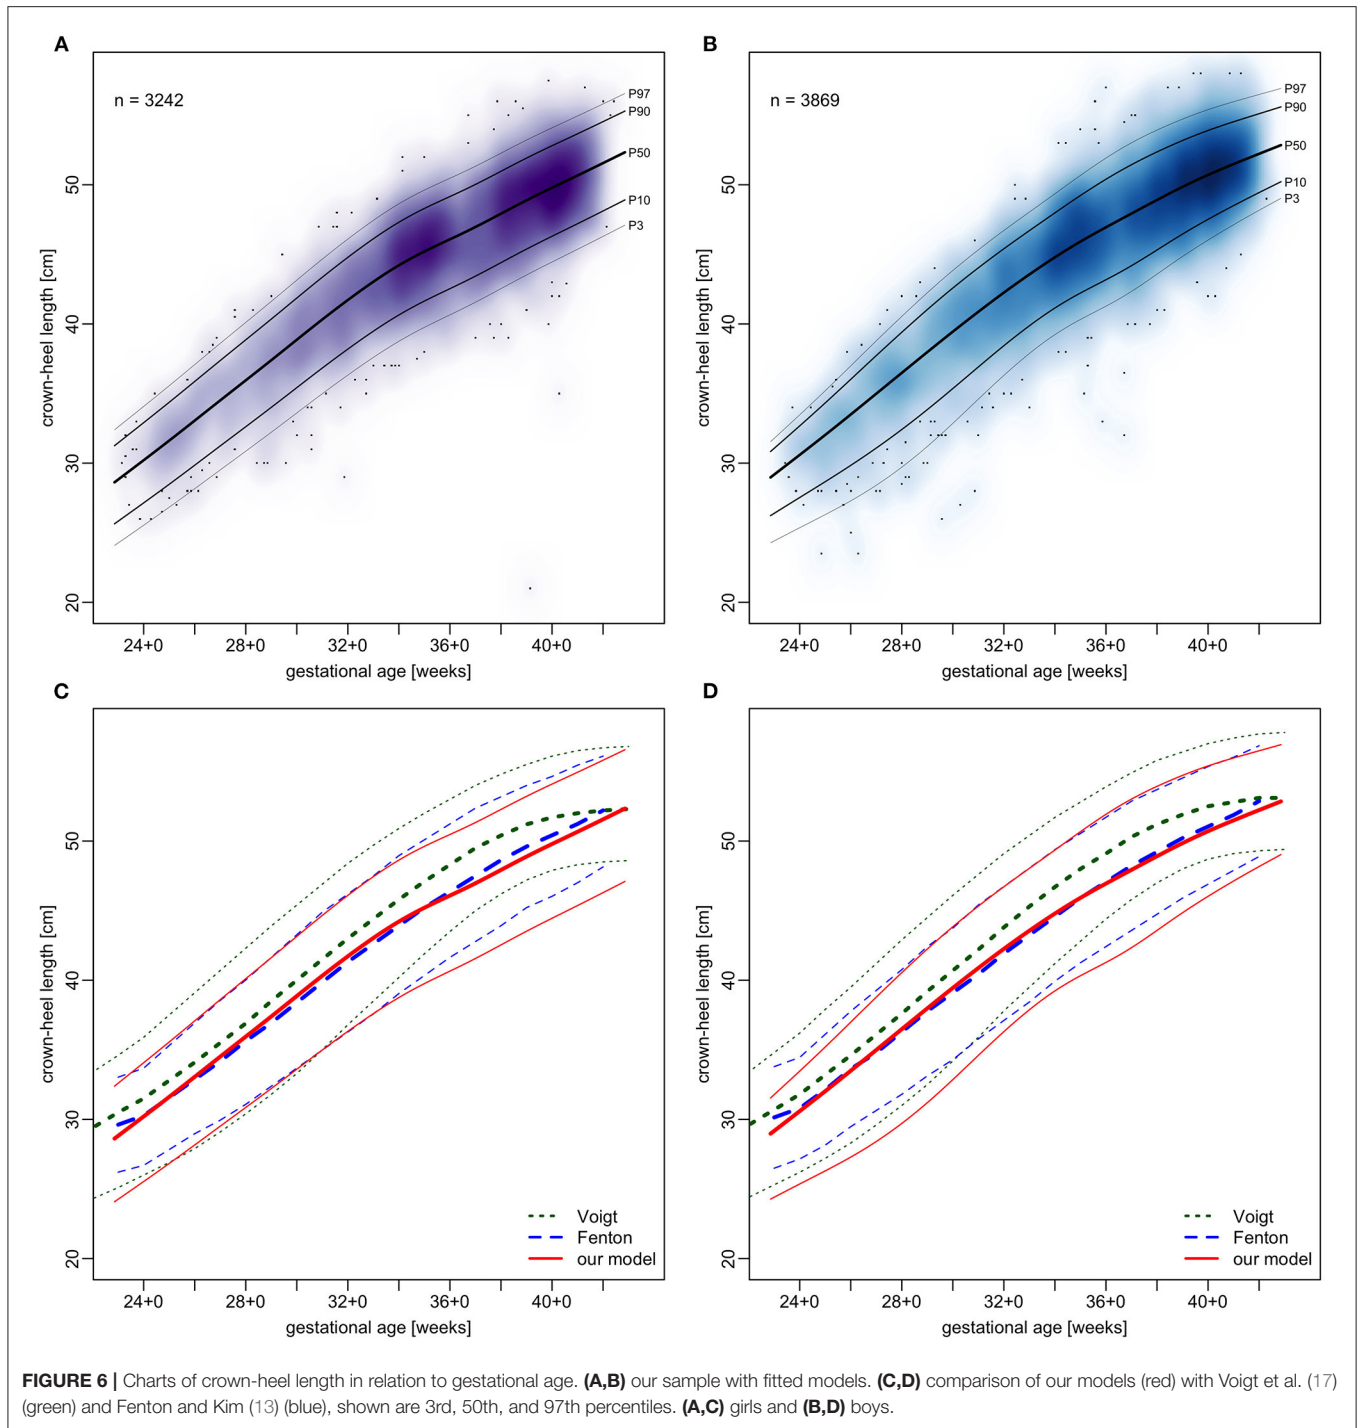 A
n = 3242
P97
P90
P50
P10
P3
50
40
30
20
crown-heel length [cm]
24+0 28+0 32+0 36+0 40+0
gestational age [weeks]
B
n = 3869
P97
P90
P50
P10
P3
50
40
30
20
crown-heel length [cm]
24+0 28+0 32+0 36+0 40+0
gestational age [weeks]
C
50
40
30
20
crown-heel length [cm]
Voigt
Fenton
our model
24+0 28+0 32+0 36+0 40+0
gestational age [weeks]
D
50
40
30
20
crown-heel length [cm]
Voigt
Fenton
our model
24+0 28+0 32+0 36+0 40+0
gestational age [weeks]
FIGURE 6 | Charts of crown-heel length in relation to gestational age. (A,B) our sample with fitted models. (C,D) comparison of our models (red) with Voigt et al. (17)
(green) and Fenton and Kim (13) (blue), shown are 3rd, 50th, and 97th percentiles. (A,C) girls and (B,D) boys.